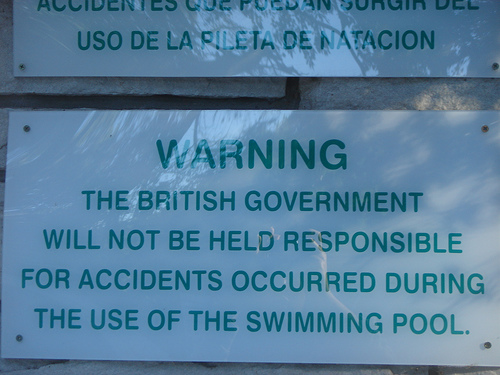 ACCIDENTES QUE PUEDAN SURGIR DEL
USO DE LA PILETA DE NATACION
WARNING
THE BRITISH GOVERNMENT
WILL NOT BE HELD RESPONSIBLE
FOR ACCIDENTS OCCURRED DURING
THE USE OF THE SWIMMING POOL.